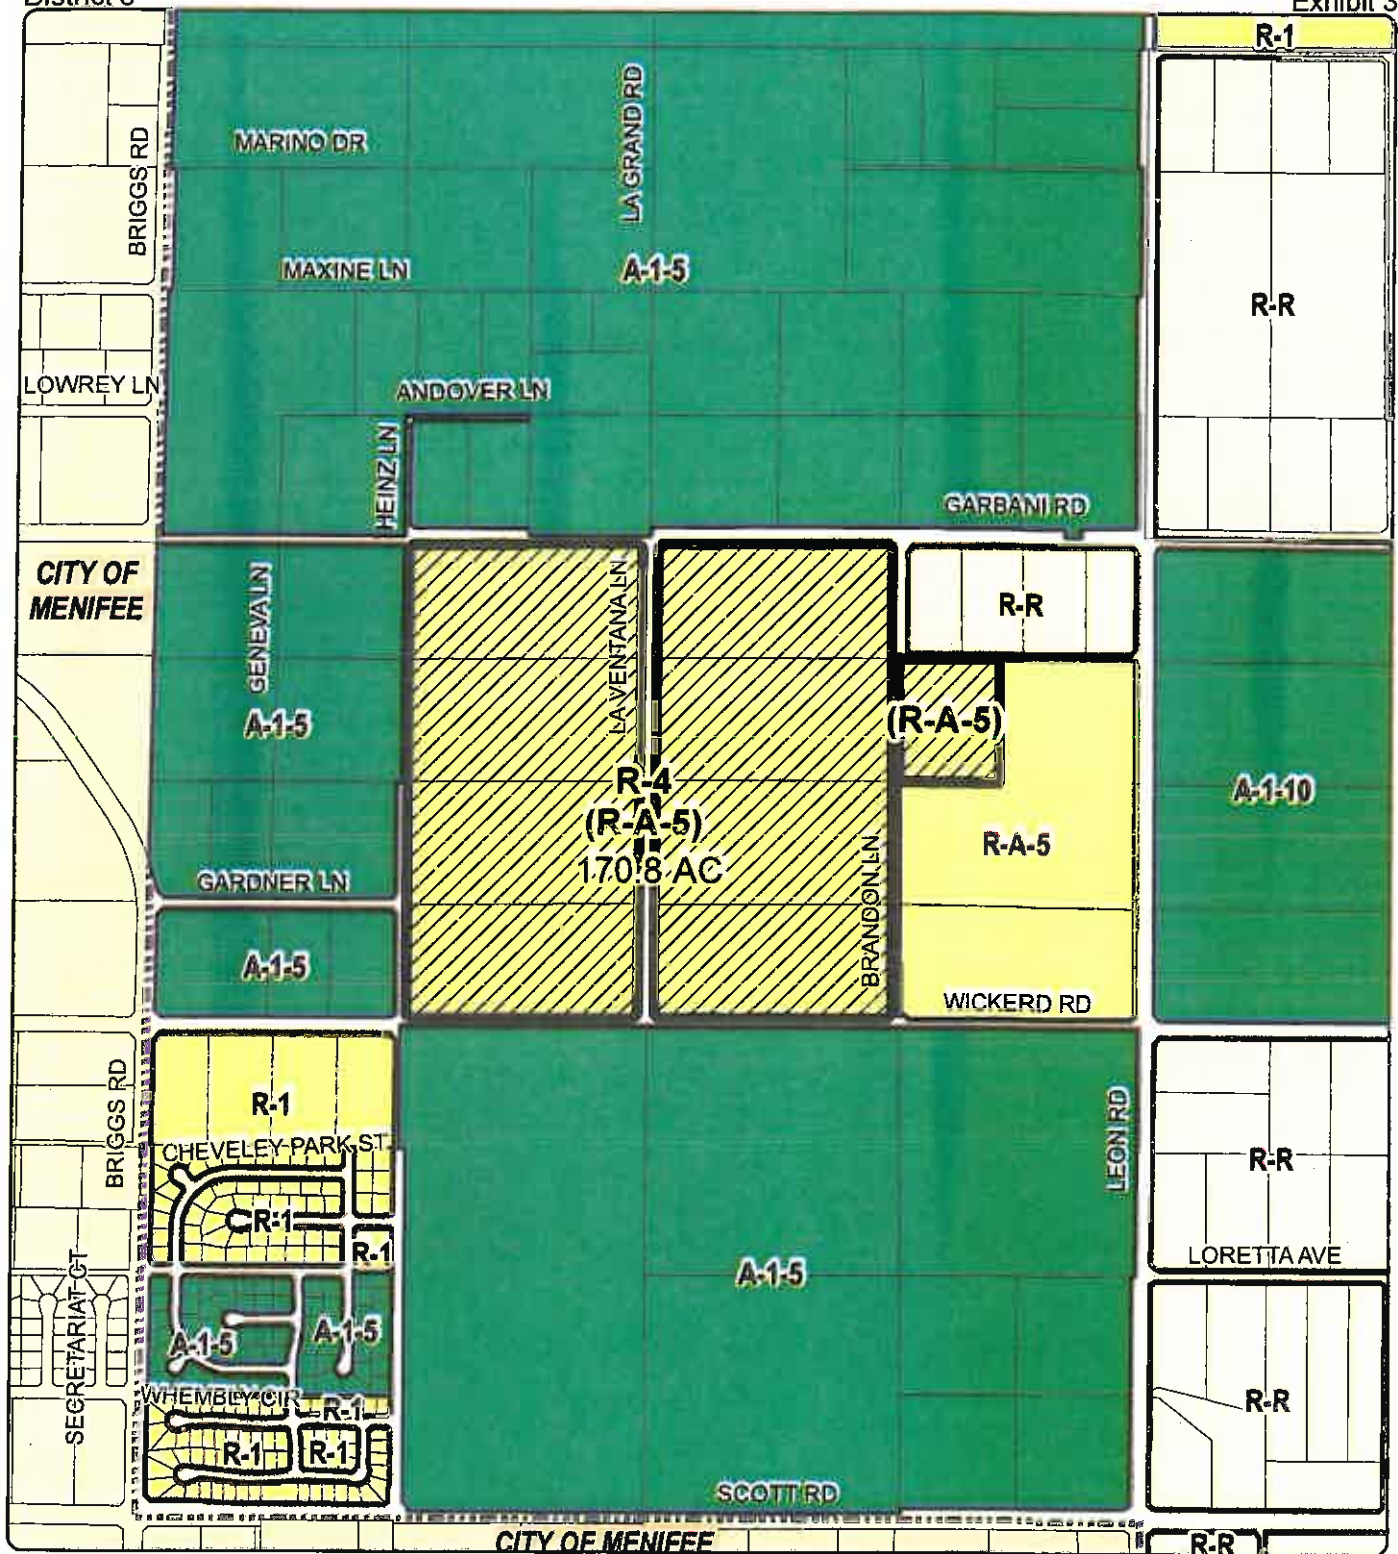 Exhibit 3
R-1
BRIGGS RD
MARINO DR
LA GRAND RD
MAXINE LN
A-1-5
R-R
LOWREY LN
ANDOVER LN
HEINZ LN
GARBANI RD
CITY OF
MENIFEE
GENEVA LN
A-1-5
LA VENTANA LN
R-R
(R-A-5)
R-4
(R-A-5)
170.8 AC
R-A-5
A-1-10
BRANDON LN
GARDNER LN
A-1-5
WICKERD RD
BRIGGS RD
R-1
CHEVELEY PARK ST
R-1
R-1
LEON RD
R-R
LORETTA AVE
SECRETARIAT CT
A-1-5
A-1-5
A-1-5
WHEMBLY CIR
R-1
R-1
R-1
R-R
SCOTT RD
CITY OF MENIFEE
R-R